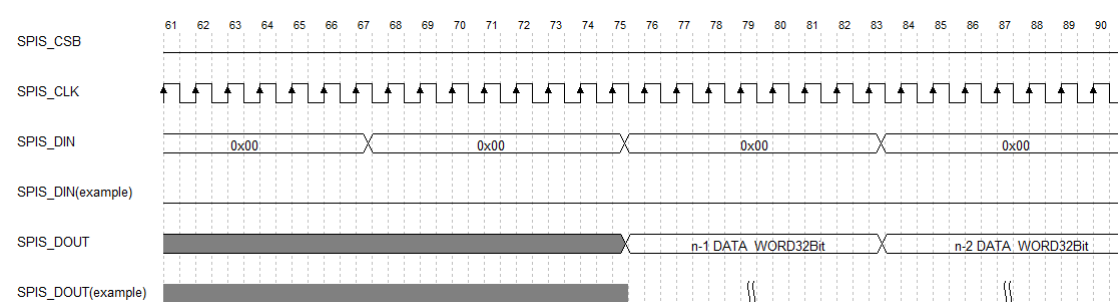 61 62 63 64 65 66 67 68 69 70 71 72 73 74 75 76 77 78 79 80 81 82 83 84 85 86 87 88 89 90
SPIS_CSB
SPIS_CLK
SPIS_DIN 0x00 0x00 0x00 0x00
SPIS_DIN(example)
SPIS_DOUT n-1 DATA WORD32Bit n-2 DATA WORD32Bit
SPIS_DOUT(example)